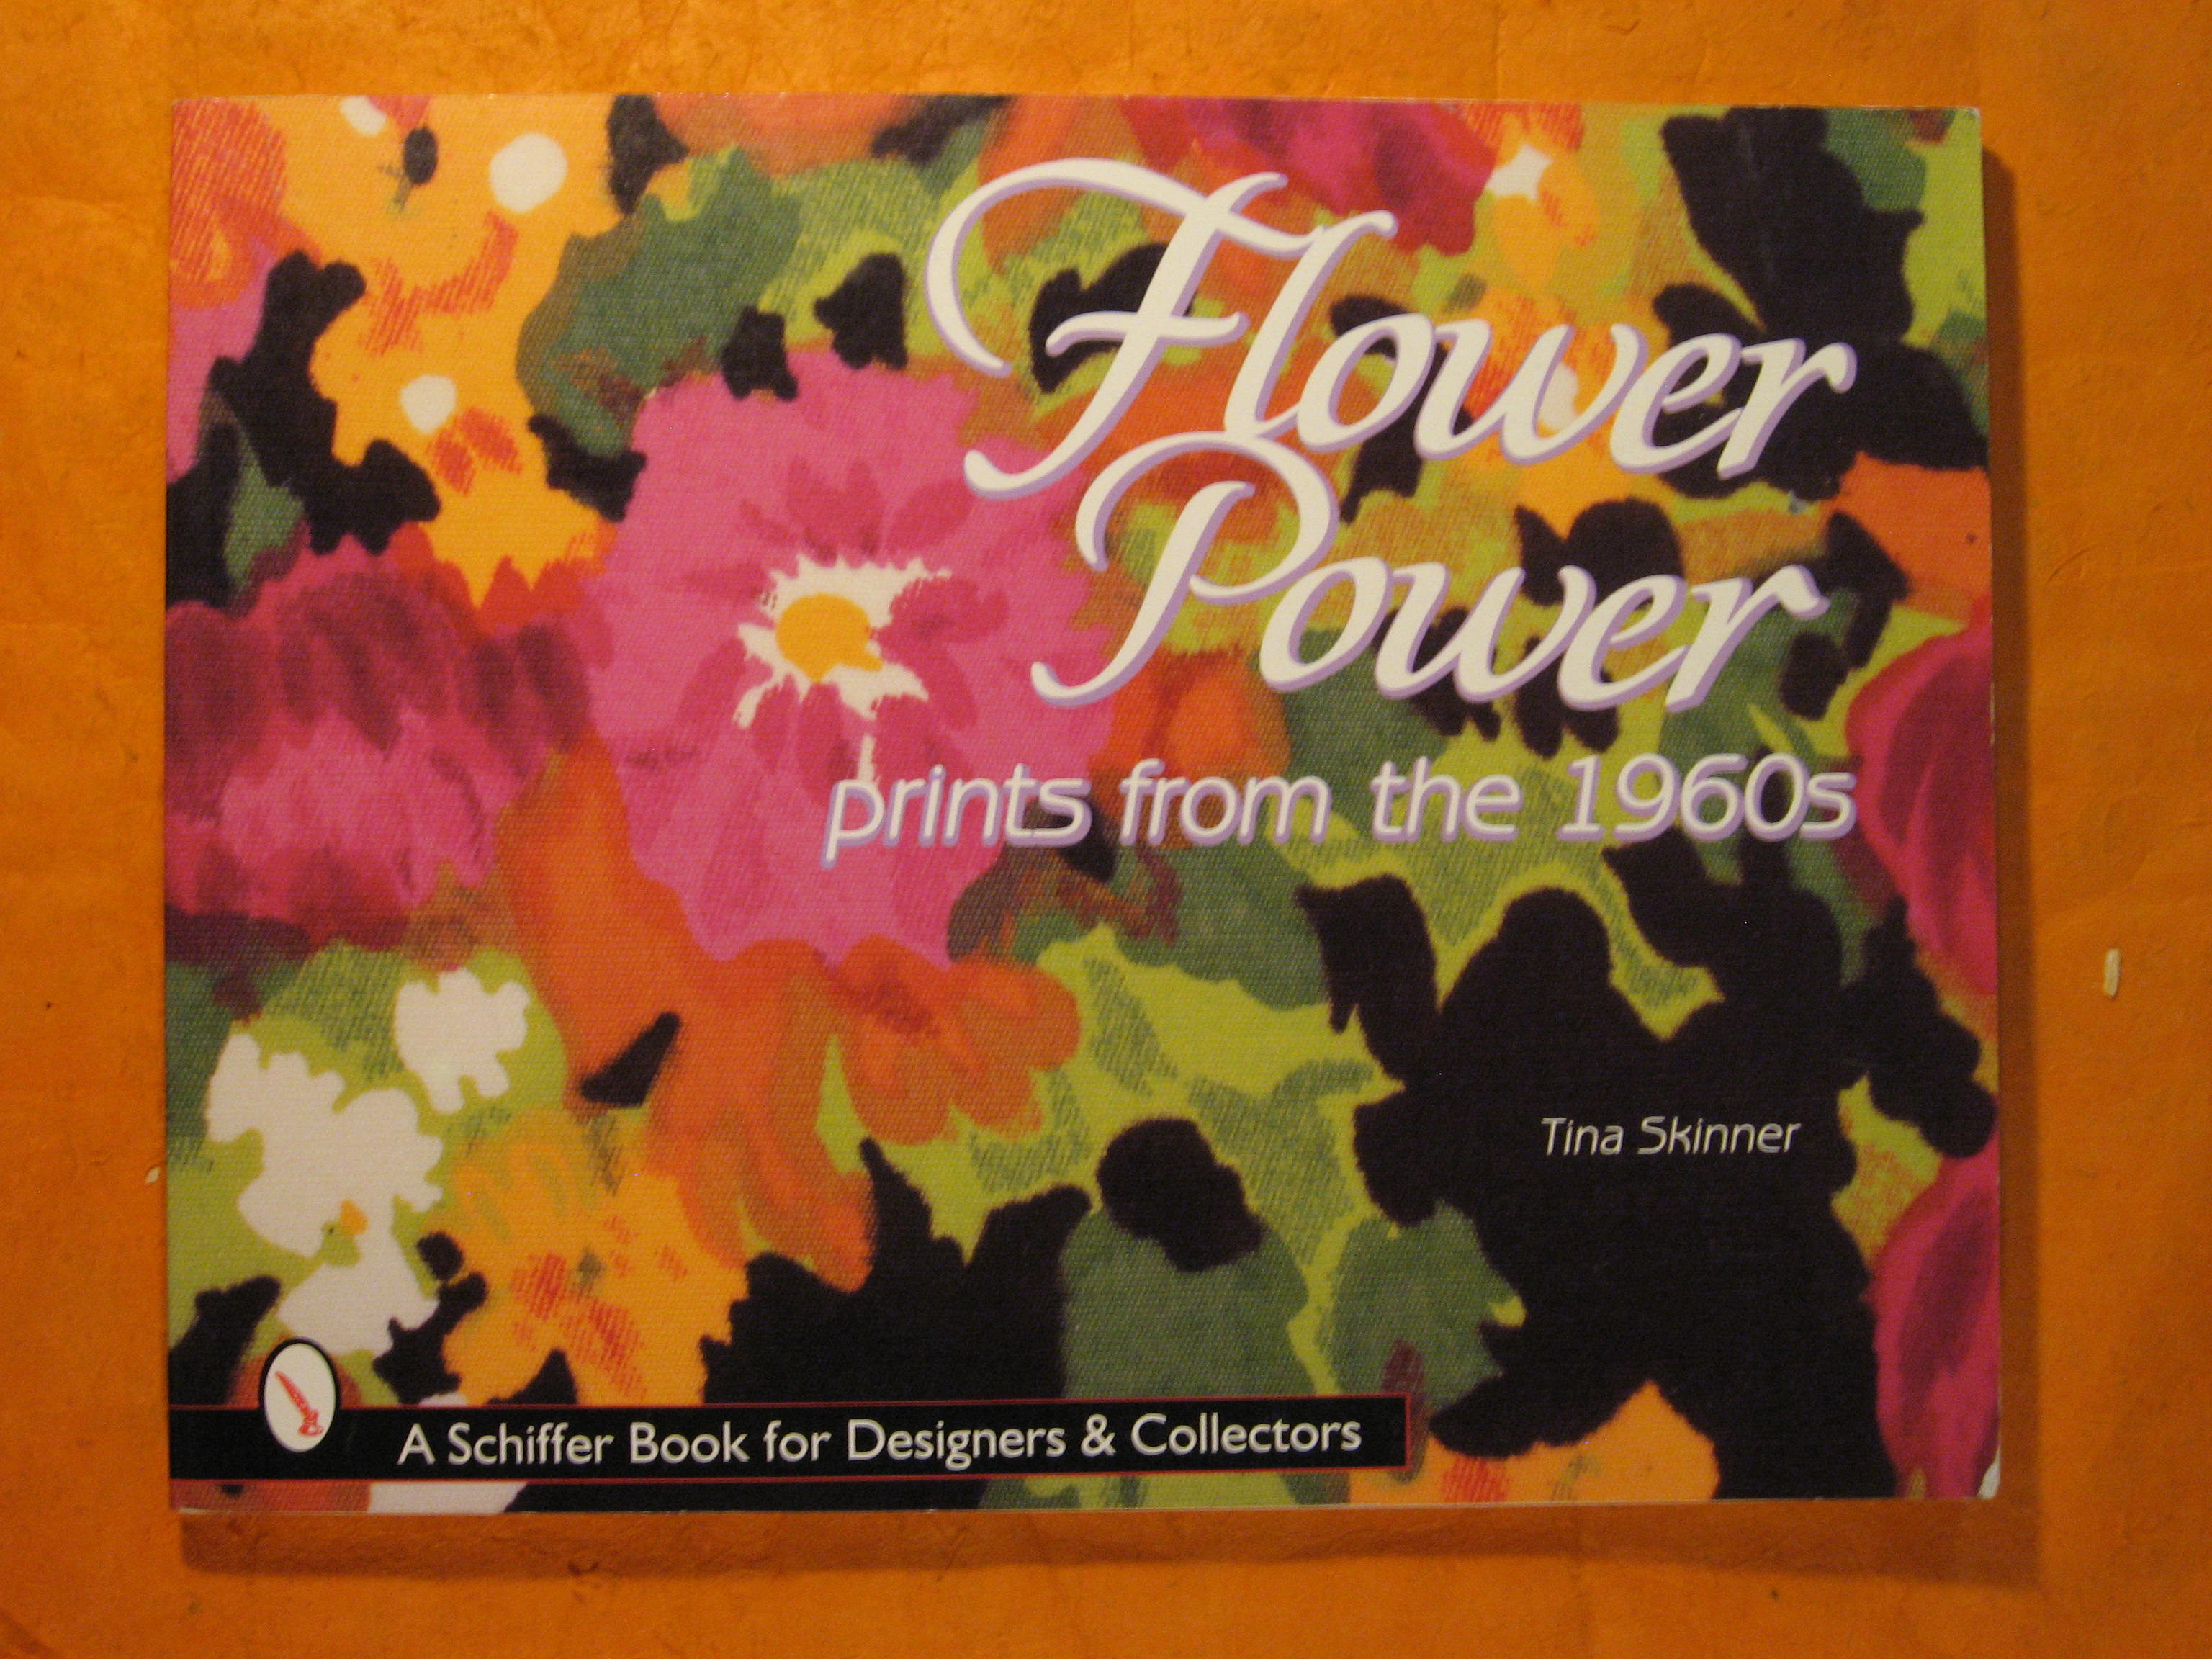 Flower
Power
prints from the 1960s
Tina Skinner
A Schiffer Book for Designers & Collectors